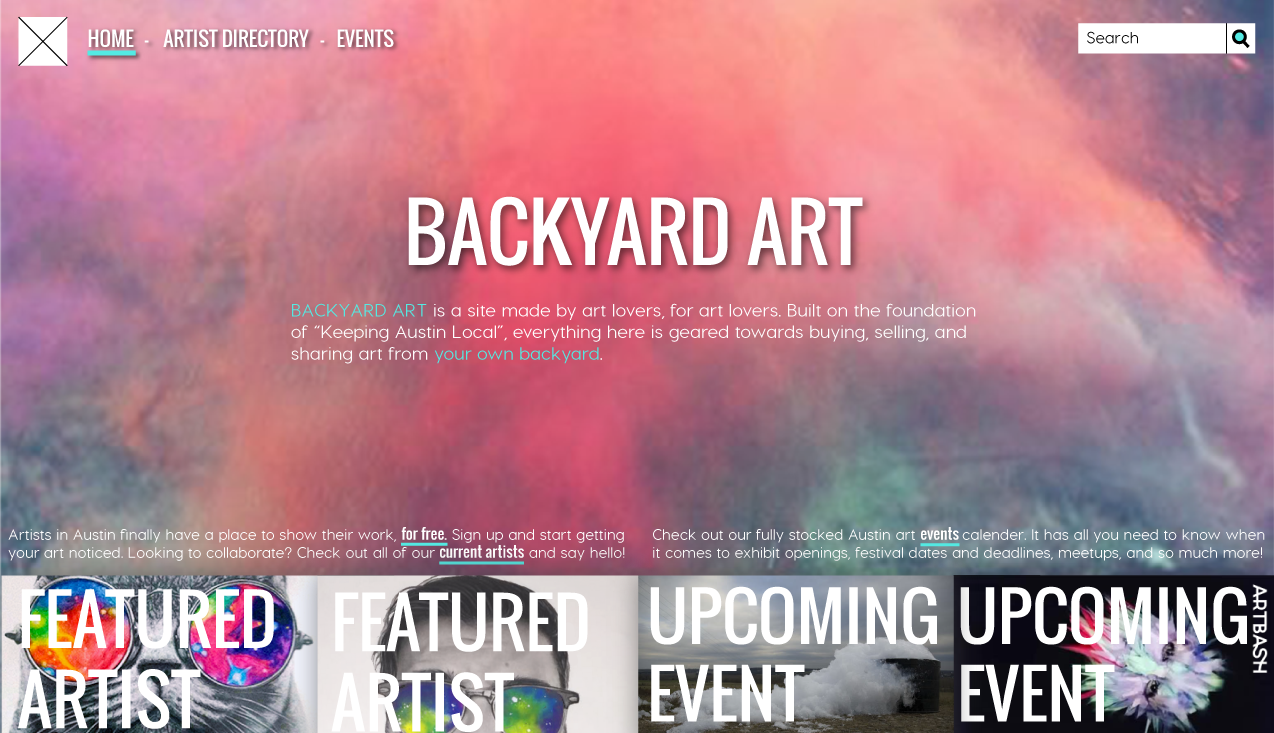 HOME - ARTIST DIRECTORY - EVENTS
Search
BACKYARD ART
BACKYARD ART is a site made by art lovers, for art lovers. Built on the foundation
of “Keeping Austin Local”, everything here is geared towards buying, selling, and
sharing art from your own backyard.
Artists in Austin finally have a place to show their work, for free. Sign up and start getting
your art noticed. Looking to collaborate? Check out all of our current artists and say hello!
Check out our fully stocked Austin art events calender. It has all you need to know when
it comes to exhibit openings, festival dates and deadlines, meetups, and so much more!
FEATURED
ARTIST
FEATURED
ARTIST
UPCOMING
EVENT
UPCOMING
EVENT
ARTBASH